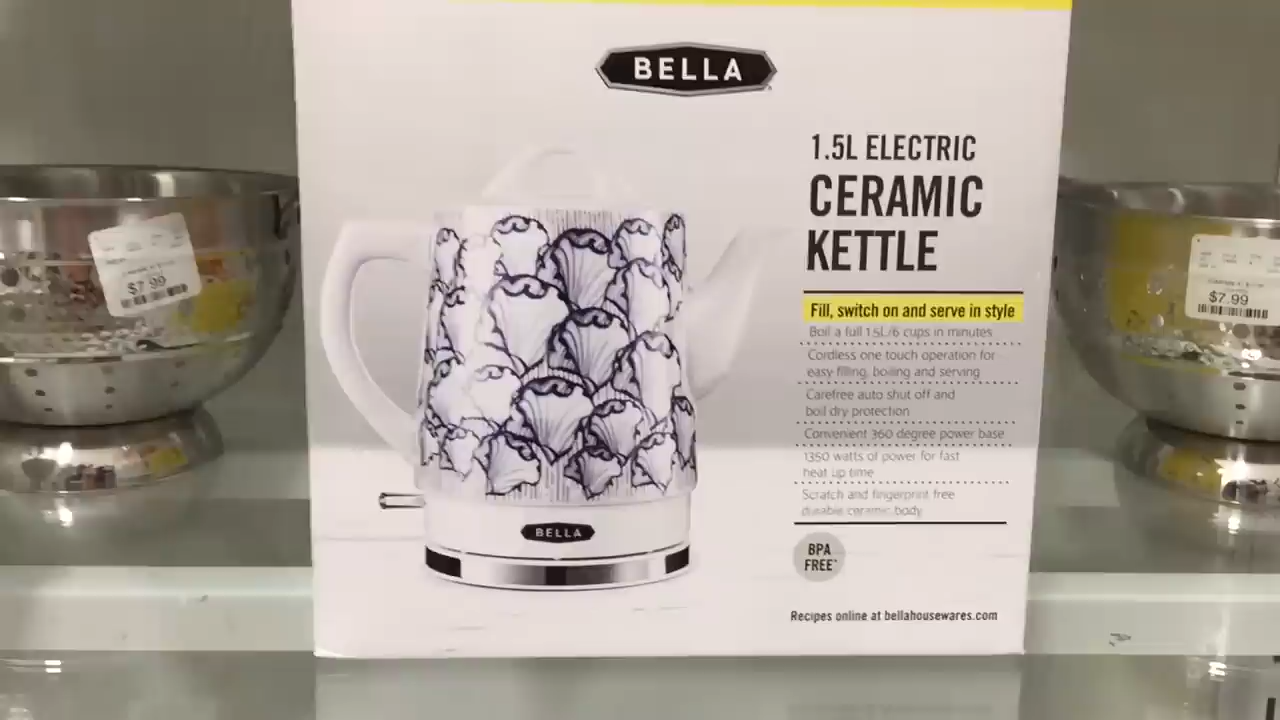 BELLA
1.5L ELECTRIC
CERAMIC
KETTLE
Fill, switch on and serve in style
Boil a full 1.5L/6 cups in minutes
Cordless one touch operation for
easy filling, boiling and serving
Carefree auto shut off and
boil dry protection
Convenient 360 degree power base
1350 watts of power for fast
heat up time
Scratch and fingerprint free
durable ceramic body
BPA
FREE
Recipes online at bellahousewares.com
BELLA
$7.99
$7.99